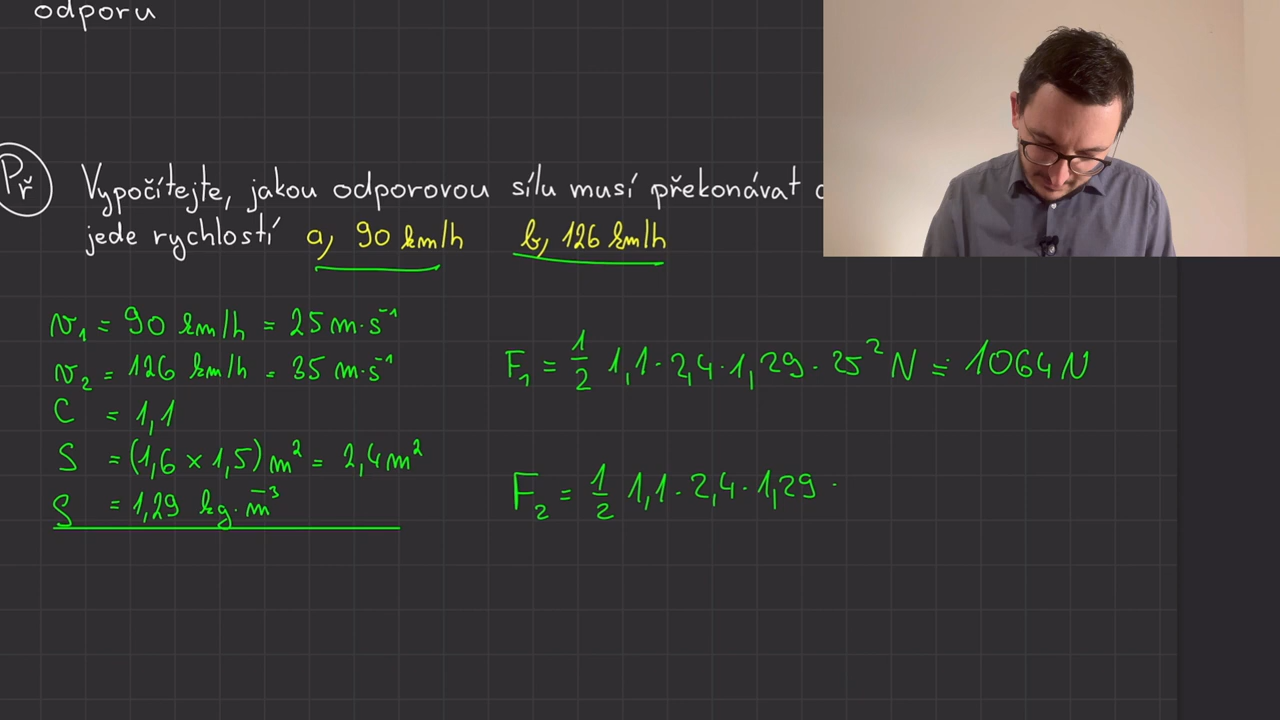 odporu
Př
Vypočítejte, jakou odporovou sílu musí překonávat
jede rychlostí a, 90 km/h b, 126 km/h
v₁ = 90 km/h = 25 m·s⁻¹
v₂ = 126 km/h = 35 m·s⁻¹
C = 1,1
S = (1,6 × 1,5) m² = 2,4 m²
ρ = 1,29 kg·m⁻³
F₁ = 1/2 1,1 · 2,4 · 1,29 · 25² N ≐ 1064 N
F₂ = 1/2 1,1 · 2,4 · 1,29 ·